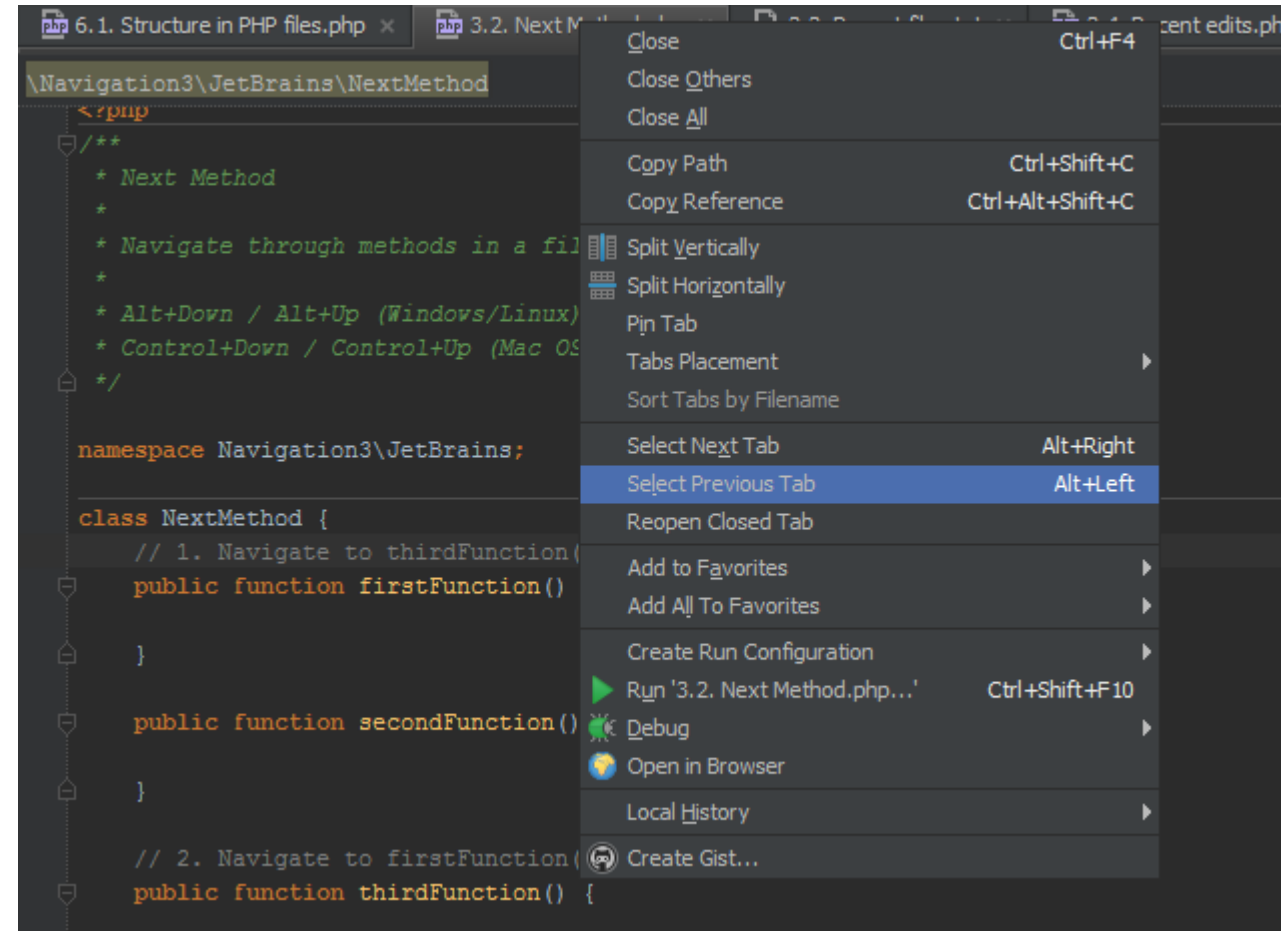 6.1. Structure in PHP files.php
3.2. Next M
cent edits.ph
\Navigation3\JetBrains\NextMethod
<?php
/**
* Next Method
*
* Navigate through methods in a fil
*
* Alt+Down / Alt+Up (Windows/Linux)
* Control+Down / Control+Up (Mac OS
*/
namespace Navigation3\JetBrains;
class NextMethod {
// 1. Navigate to thirdFunction(
public function firstFunction()
}
public function secondFunction()
}
// 2. Navigate to firstFunction(
public function thirdFunction() {
Close Ctrl+F4
Close Others
Close All
Copy Path Ctrl+Shift+C
Copy Reference Ctrl+Alt+Shift+C
Split Vertically
Split Horizontally
Pin Tab
Tabs Placement
Sort Tabs by Filename
Select Next Tab Alt+Right
Select Previous Tab Alt+Left
Reopen Closed Tab
Add to Favorites
Add All To Favorites
Create Run Configuration
Run '3.2. Next Method.php...' Ctrl+Shift+F10
Debug
Open in Browser
Local History
Create Gist...